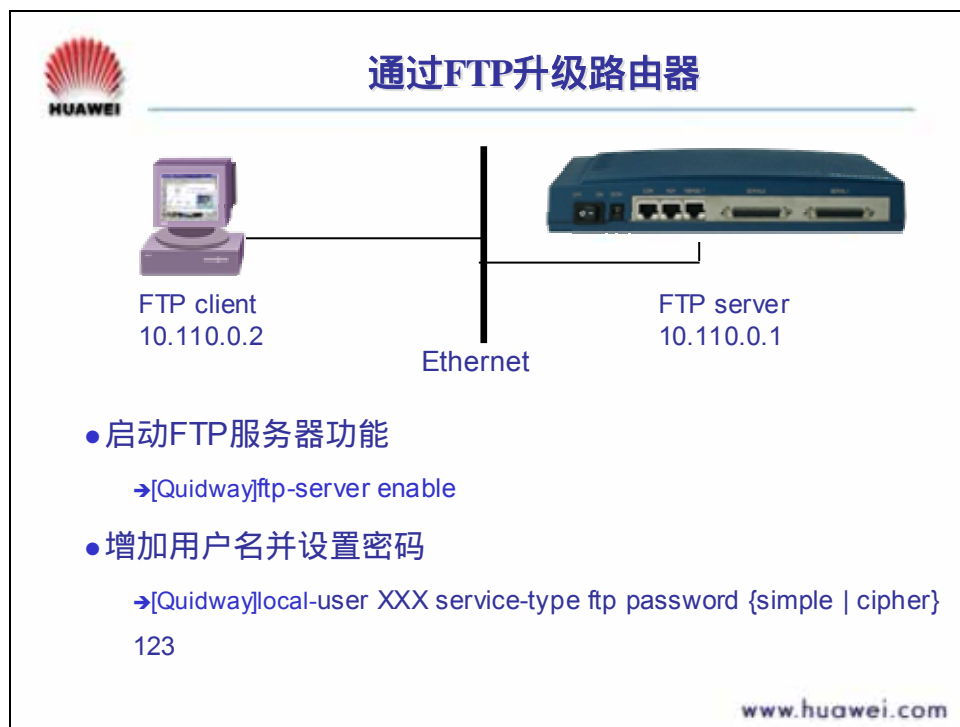 HUAWEI
通过FTP升级路由器
FTP client
10.110.0.2
FTP server
10.110.0.1
Ethernet
●启动FTP服务器功能
➔[Quidway]ftp-server enable
●增加用户名并设置密码
➔[Quidway]local-user XXX service-type ftp password {simple | cipher}
123
www.huawei.com